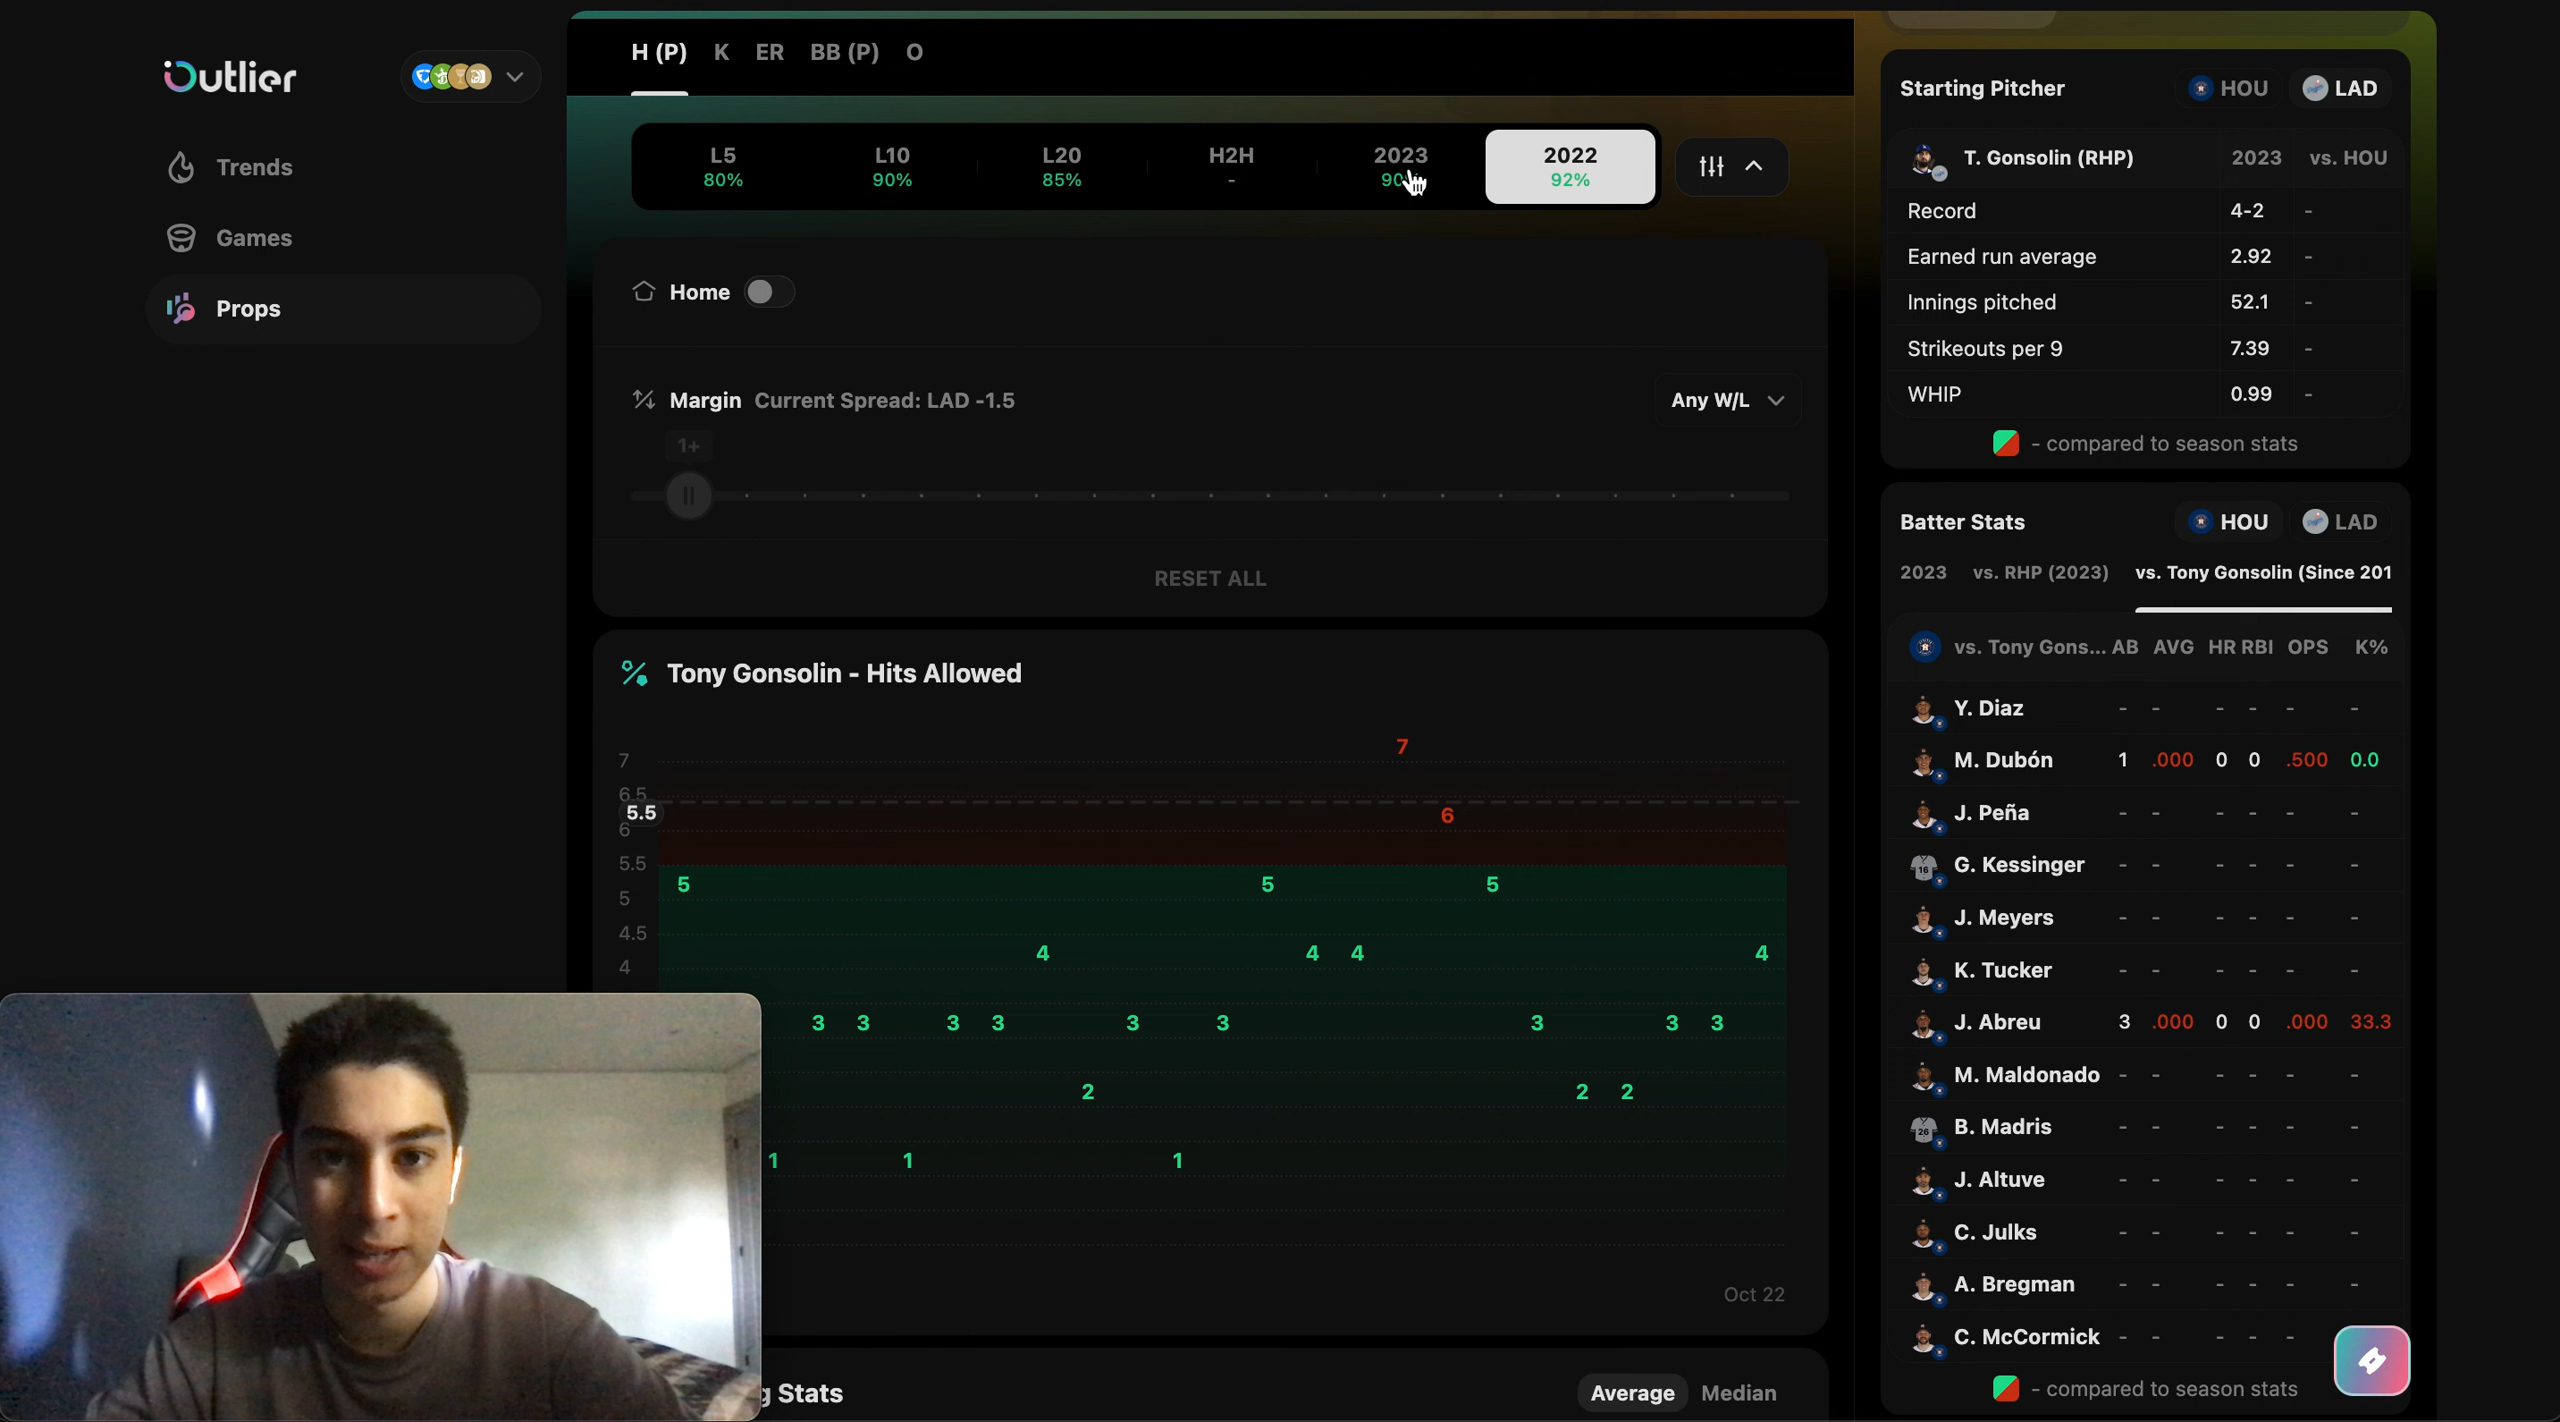 Outlier
Trends
Games
Props
H (P) K ER BB (P) O
L5 L10 L20 H2H 2023 2022
80% 90% 85% - 92%
Home
Margin Current Spread: LAD -1.5 Any W/L
1+
RESET ALL
Tony Gonsolin - Hits Allowed
7
7
6.5
5.5
6
6
5.5
5 5 5
5
4.5
4 4 4 4
4
3 3 3 3 3 3 3 3 3
2 2 2
1 1 1
Oct 22
g Stats Average Median
Starting Pitcher HOU LAD
T. Gonsolin (RHP) 2023 vs. HOU
Record 4-2 -
Earned run average 2.92 -
Innings pitched 52.1 -
Strikeouts per 9 7.39 -
WHIP 0.99 -
- compared to season stats
Batter Stats HOU LAD
2023 vs. RHP (2023) vs. Tony Gonsolin (Since 201
vs. Tony Gons... AB AVG HR RBI OPS K%
Y. Diaz - - - - - -
M. Dubón 1 .000 0 0 .500 0.0
J. Peña - - - - - -
G. Kessinger - - - - - -
J. Meyers - - - - - -
K. Tucker - - - - - -
J. Abreu 3 .000 0 0 .000 33.3
M. Maldonado - - - - - -
B. Madris - - - - - -
J. Altuve - - - - - -
C. Julks - - - - - -
A. Bregman - - - - - -
C. McCormick - - - - -
- compared to season stats